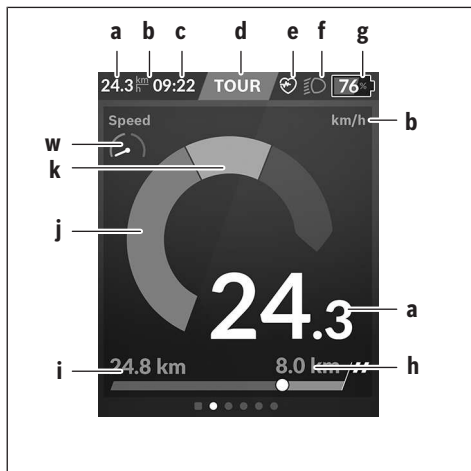 a b c d e f g
24.3 km/h 09:22 TOUR 76%
Speed km/h b
w
k
j
24.3 a
i 24.8 km 8.0 km h